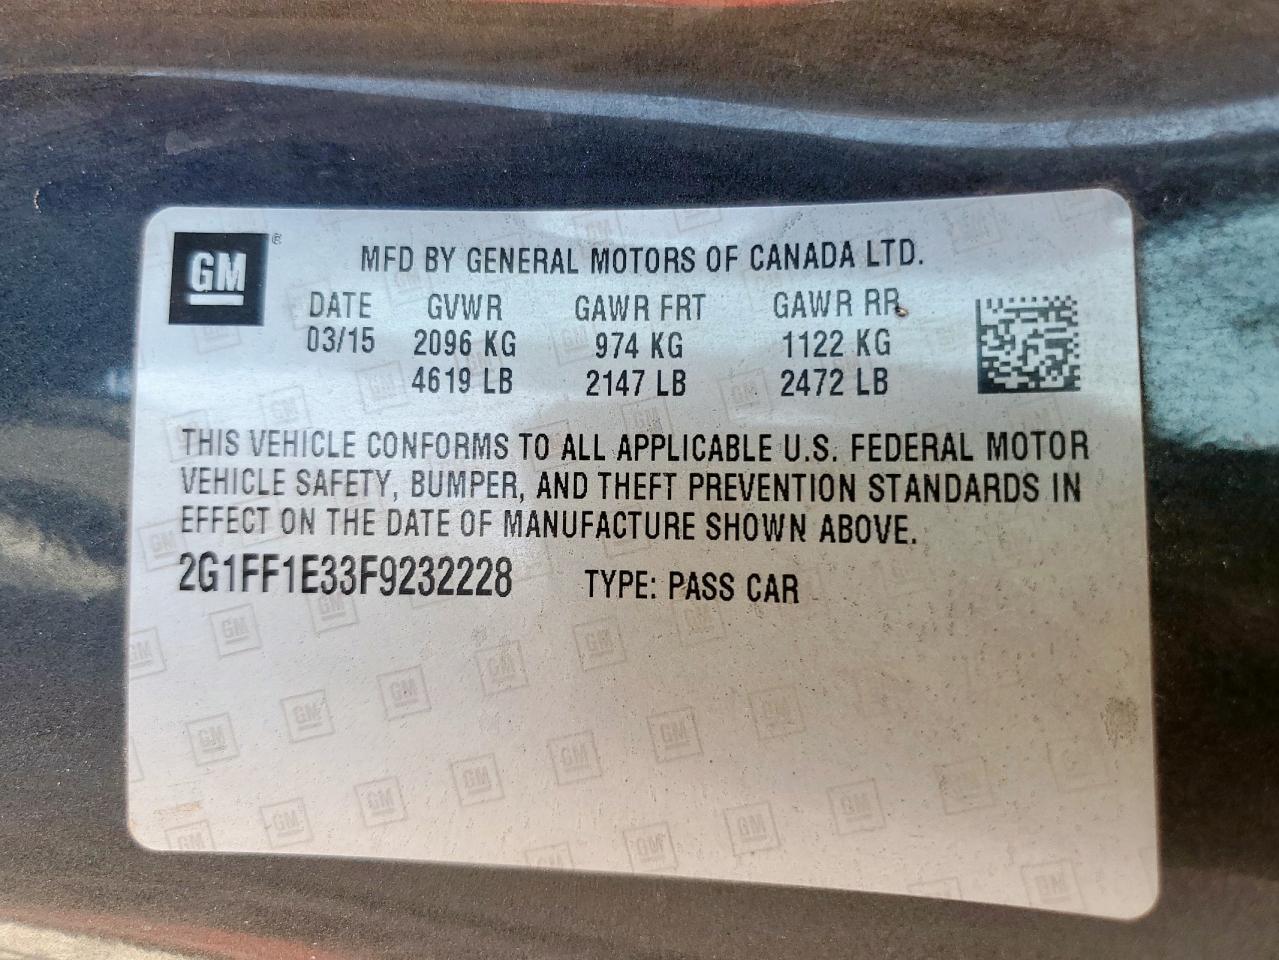 GM ®
MFD BY GENERAL MOTORS OF CANADA LTD.
DATE GVWR GAWR FRT GAWR RR
03/15 2096 KG 974 KG 1122 KG
4619 LB 2147 LB 2472 LB
THIS VEHICLE CONFORMS TO ALL APPLICABLE U.S. FEDERAL MOTOR
VEHICLE SAFETY, BUMPER, AND THEFT PREVENTION STANDARDS IN
EFFECT ON THE DATE OF MANUFACTURE SHOWN ABOVE.
2G1FF1E33F9232228 TYPE: PASS CAR